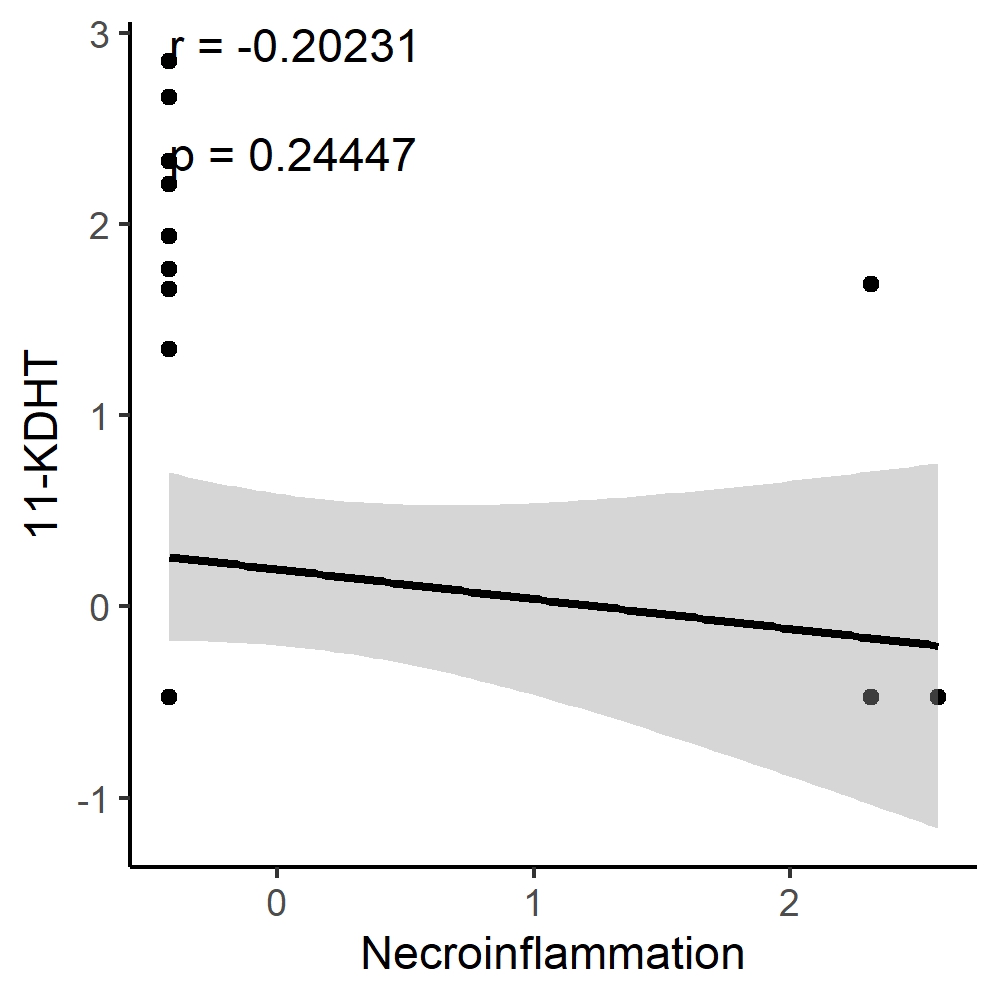 r = -0.20231
p = 0.24447
3
2
1
0
-1
11-KDHT
0
1
2
Necroinflammation